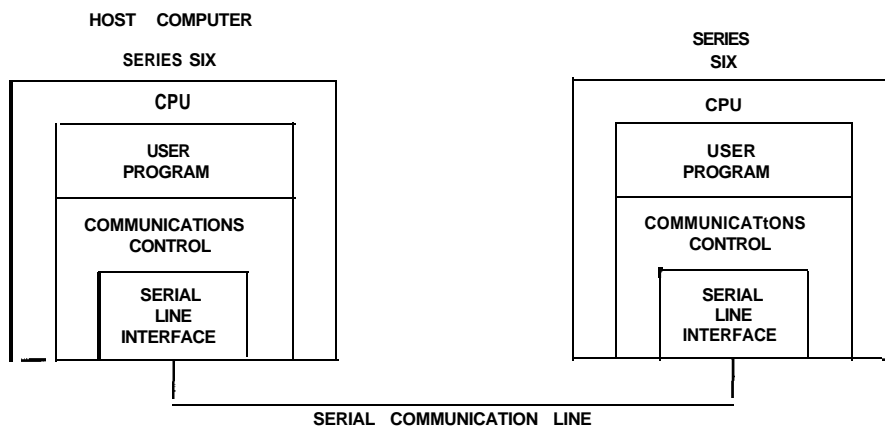 HOST COMPUTER
SERIES SIX
CPU
USER
PROGRAM
COMMUNICATIONS
CONTROL
SERIAL
LINE
INTERFACE
SERIES
SIX
CPU
USER
PROGRAM
COMMUNICATtONS
CONTROL
SERIAL
LINE
INTERFACE
SERIAL COMMUNICATION LINE